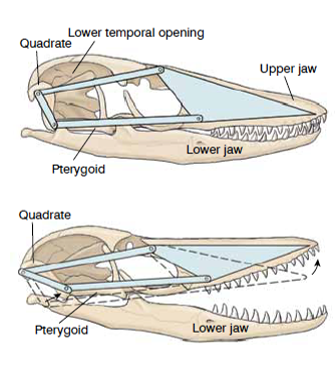 Lower temporal opening
Quadrate
Upper jaw
Lower jaw
Pterygoid
Quadrate
Pterygoid
Lower jaw